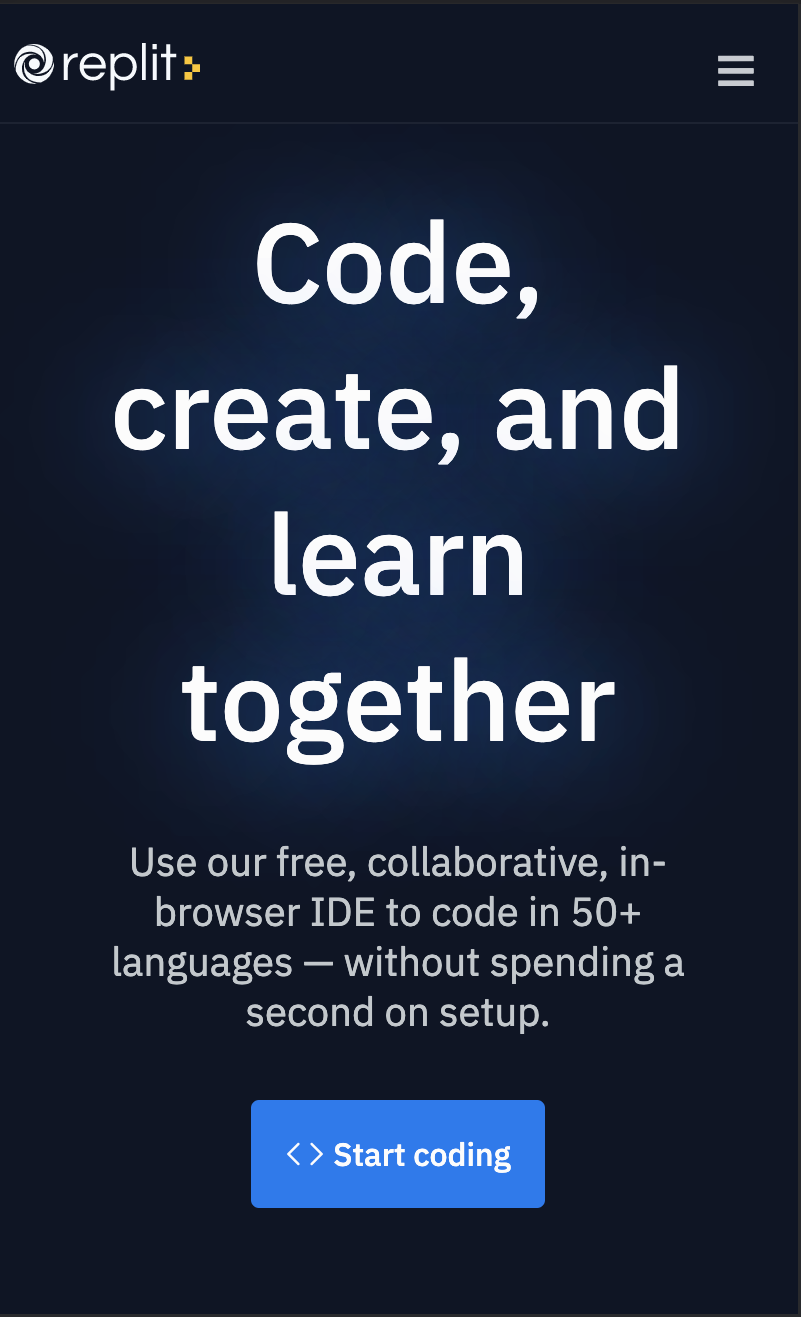 replit
Code,
create, and
learn
together
Use our free, collaborative, in-
browser IDE to code in 50+
languages — without spending a
second on setup.
<> Start coding